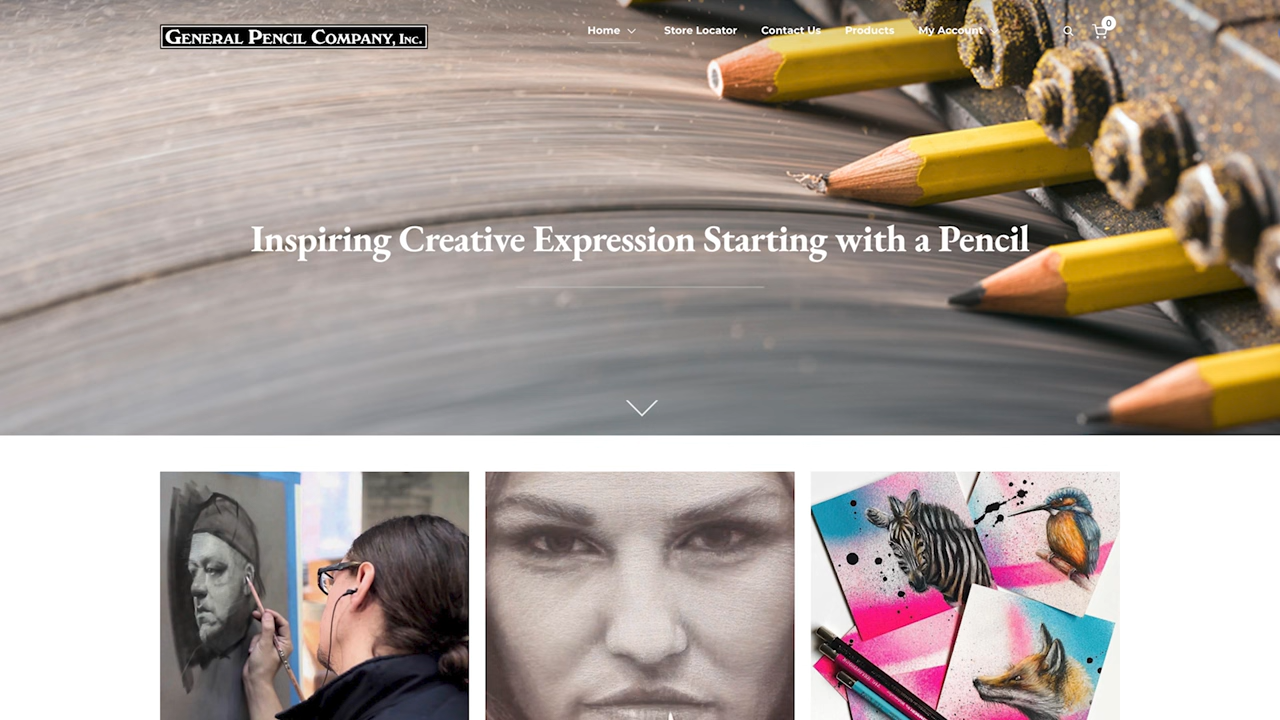 GENERAL PENCIL COMPANY, INC.
Home
Store Locator
Contact Us
Products
My Account
0
Inspiring Creative Expression Starting with a Pencil